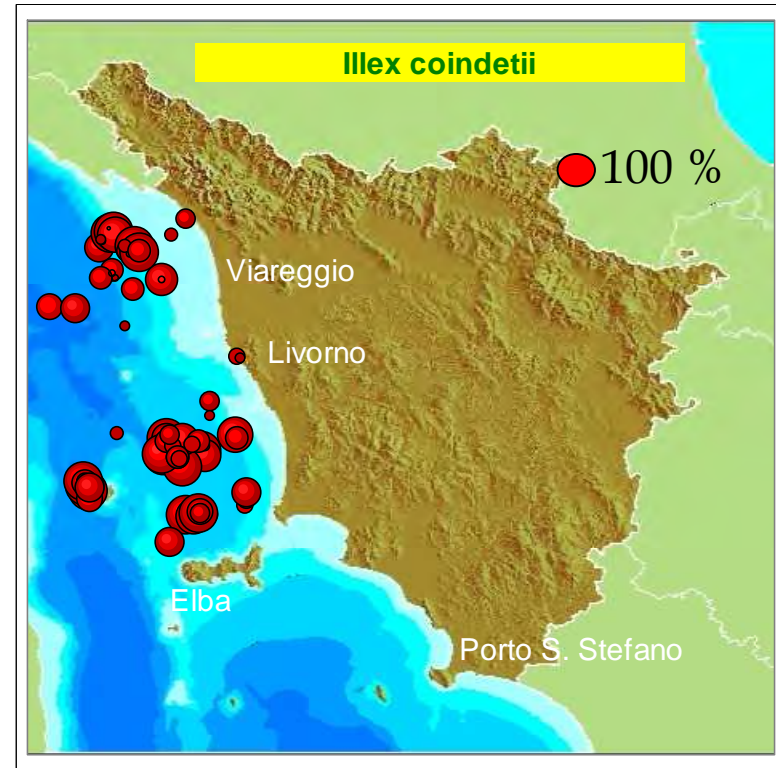 Illex coindetii
100 %
Viareggio
Livorno
Elba
Porto S. Stefano